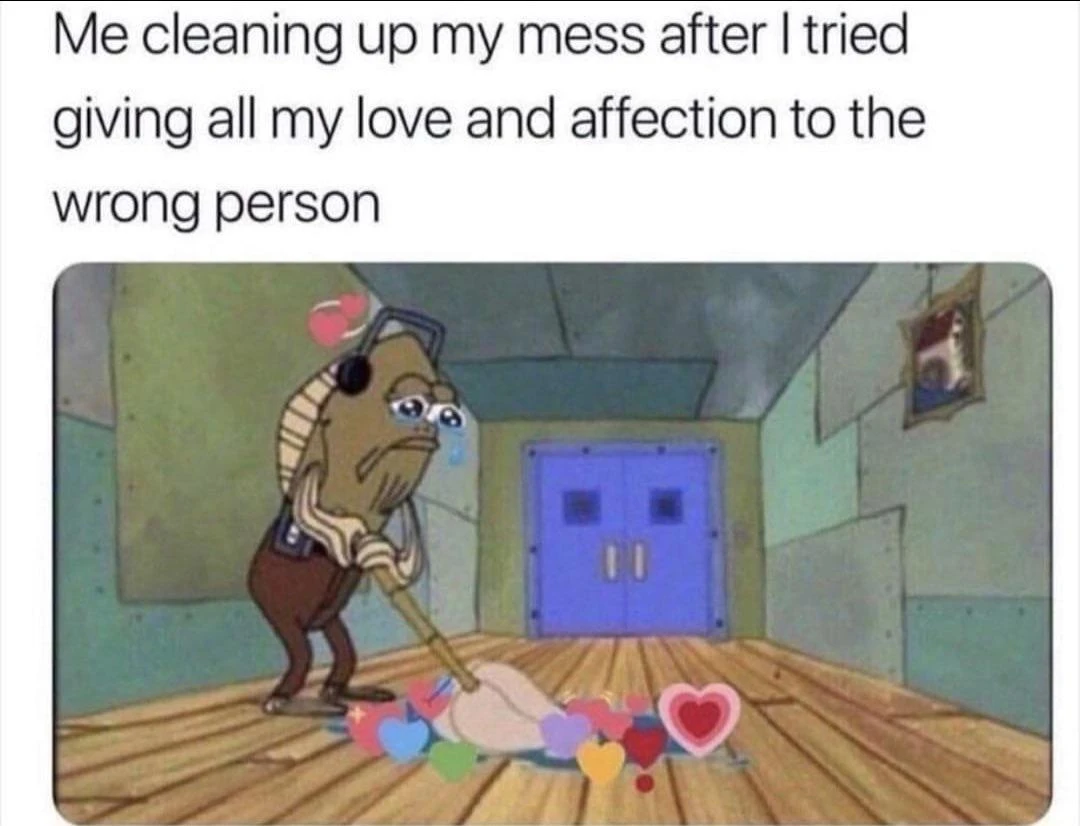 Me cleaning up my mess after I tried
giving all my love and affection to the
wrong person